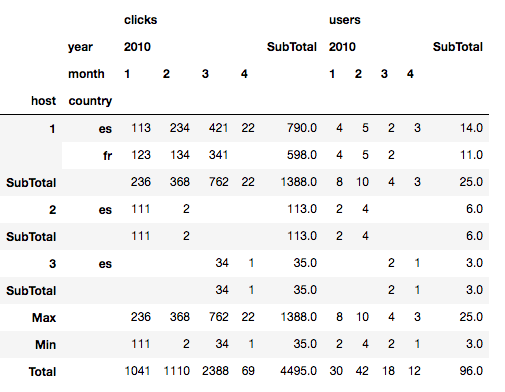 clicks users
year 2010 SubTotal 2010 SubTotal
month 1 2 3 4 1 2 3 4
host country
1 es 113 234 421 22 790.0 4 5 2 3 14.0
fr 123 134 341 598.0 4 5 2 11.0
SubTotal 236 368 762 22 1388.0 8 10 4 3 25.0
2 es 111 2 113.0 2 4 6.0
SubTotal 111 2 113.0 2 4 6.0
3 es 34 1 35.0 2 1 3.0
SubTotal 34 1 35.0 2 1 3.0
Max 236 368 762 22 1388.0 8 10 4 3 25.0
Min 111 2 34 1 35.0 2 4 2 1 3.0
Total 1041 1110 2388 69 4495.0 30 42 18 12 96.0